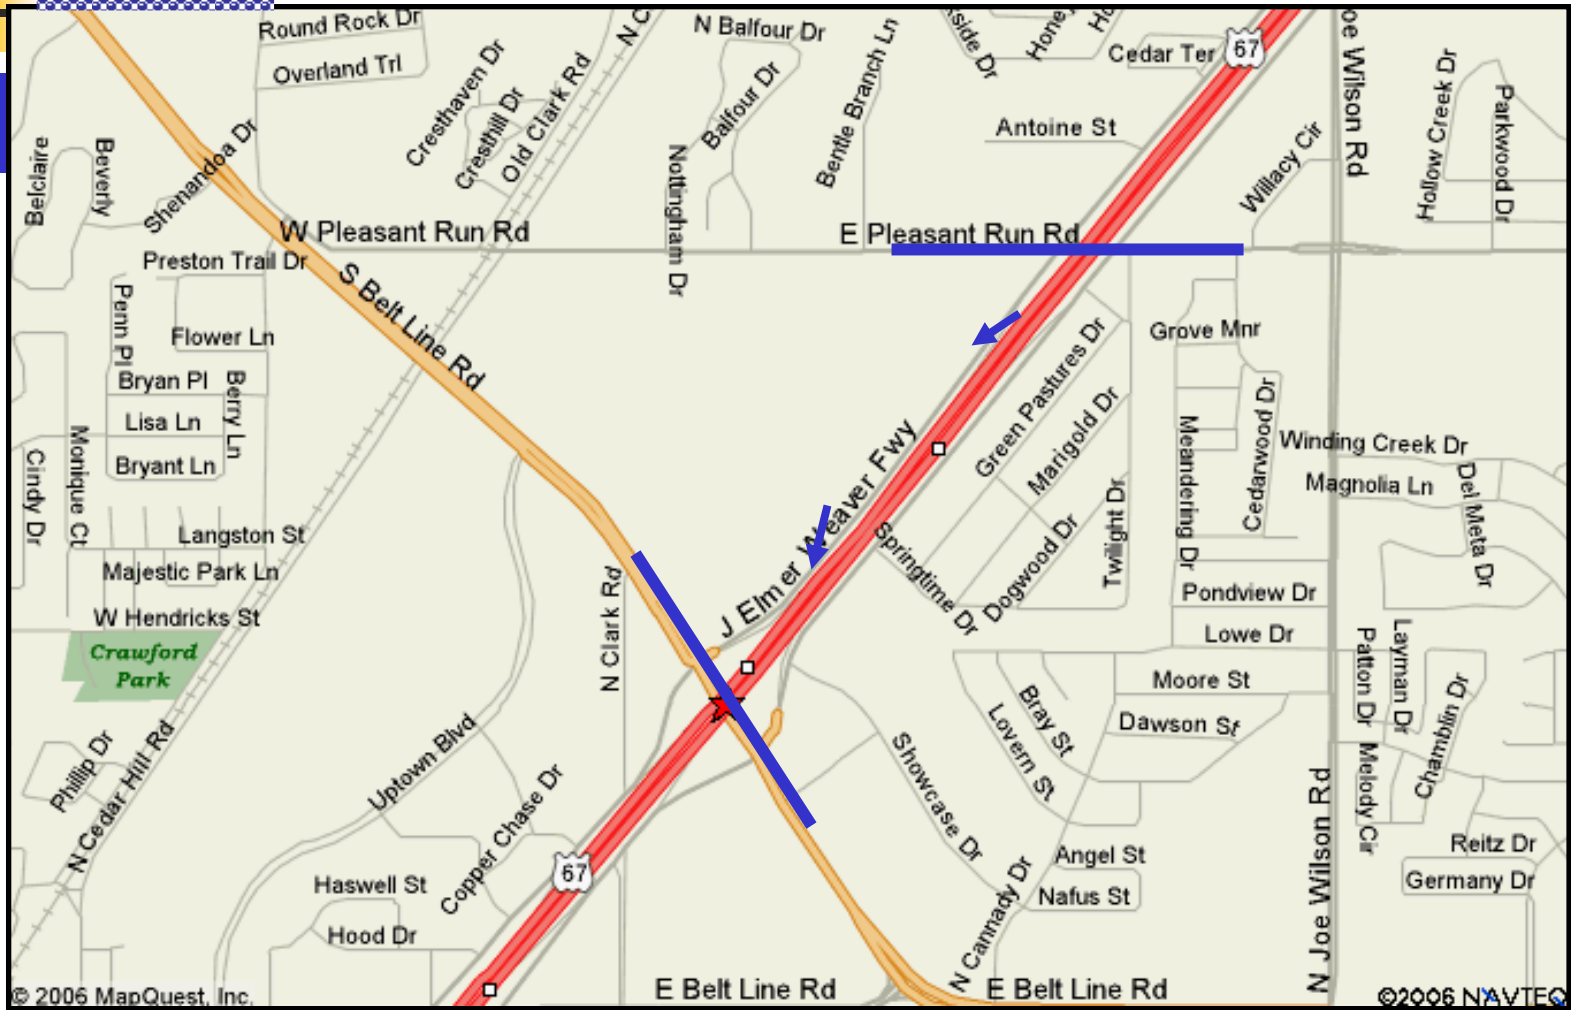 Round Rock Dr
Overland Trl
N C
N Balfour Dr
Balfour Dr
Bentle Branch Ln
kside Dr
Honey
Ho
Cedar Ter
67
oe Wilson Rd
Hollow Creek Dr
Parkwood Dr
Cresthaven Dr
Cresthill Dr
Old Clark Rd
Antoine St
Willacy Cir
Belclaire
Beverly
Shenandoa Dr
Nottingham Dr
W Pleasant Run Rd
E Pleasant Run Rd
Preston Trail Dr
S Belt Line Rd
Penn Pl
Flower Ln
Bryan Pl
Berry Ln
Lisa Ln
Bryant Ln
Monique Ct
Cindy Dr
Langston St
Majestic Park Ln
W Hendricks St
Crawford
Park
Grove Mnr
Green Pastures Dr
Marigold Dr
Dogwood Dr
Springtime Dr
Twilight Dr
Meandering Dr
Cedarwood Dr
Winding Creek Dr
Magnolia Ln
Del Meta Dr
J Elmer Weaver Fwy
N Clark Rd
Pondview Dr
Lowe Dr
Moore St
Dawson St
Patton Dr
Layman Dr
Chamblin Dr
Melody Cir
Bray St
Lovern St
Showcase Dr
Phillip Dr
N Cedar Hill Rd
Uptown Blvd
Copper Chase Dr
67
Haswell St
Hood Dr
Angel St
Nafus St
N Cannady Dr
N Joe Wilson Rd
Reitz Dr
Germany Dr
E Belt Line Rd
E Belt Line Rd
© 2006 MapQuest, Inc.
©2006 NAVTEQ